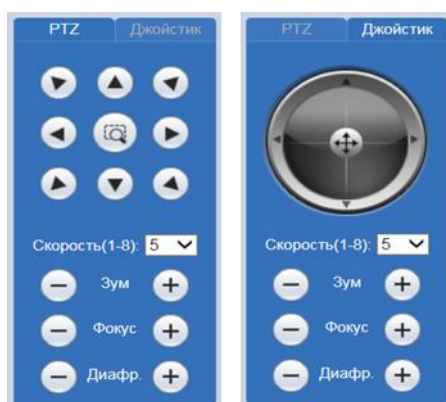 PTZ Джойстик
Скорость(1-8): 5
Зум
Фокус
Диафр.
PTZ Джойстик
Скорость(1-8): 5
Зум
Фокус
Диафр.